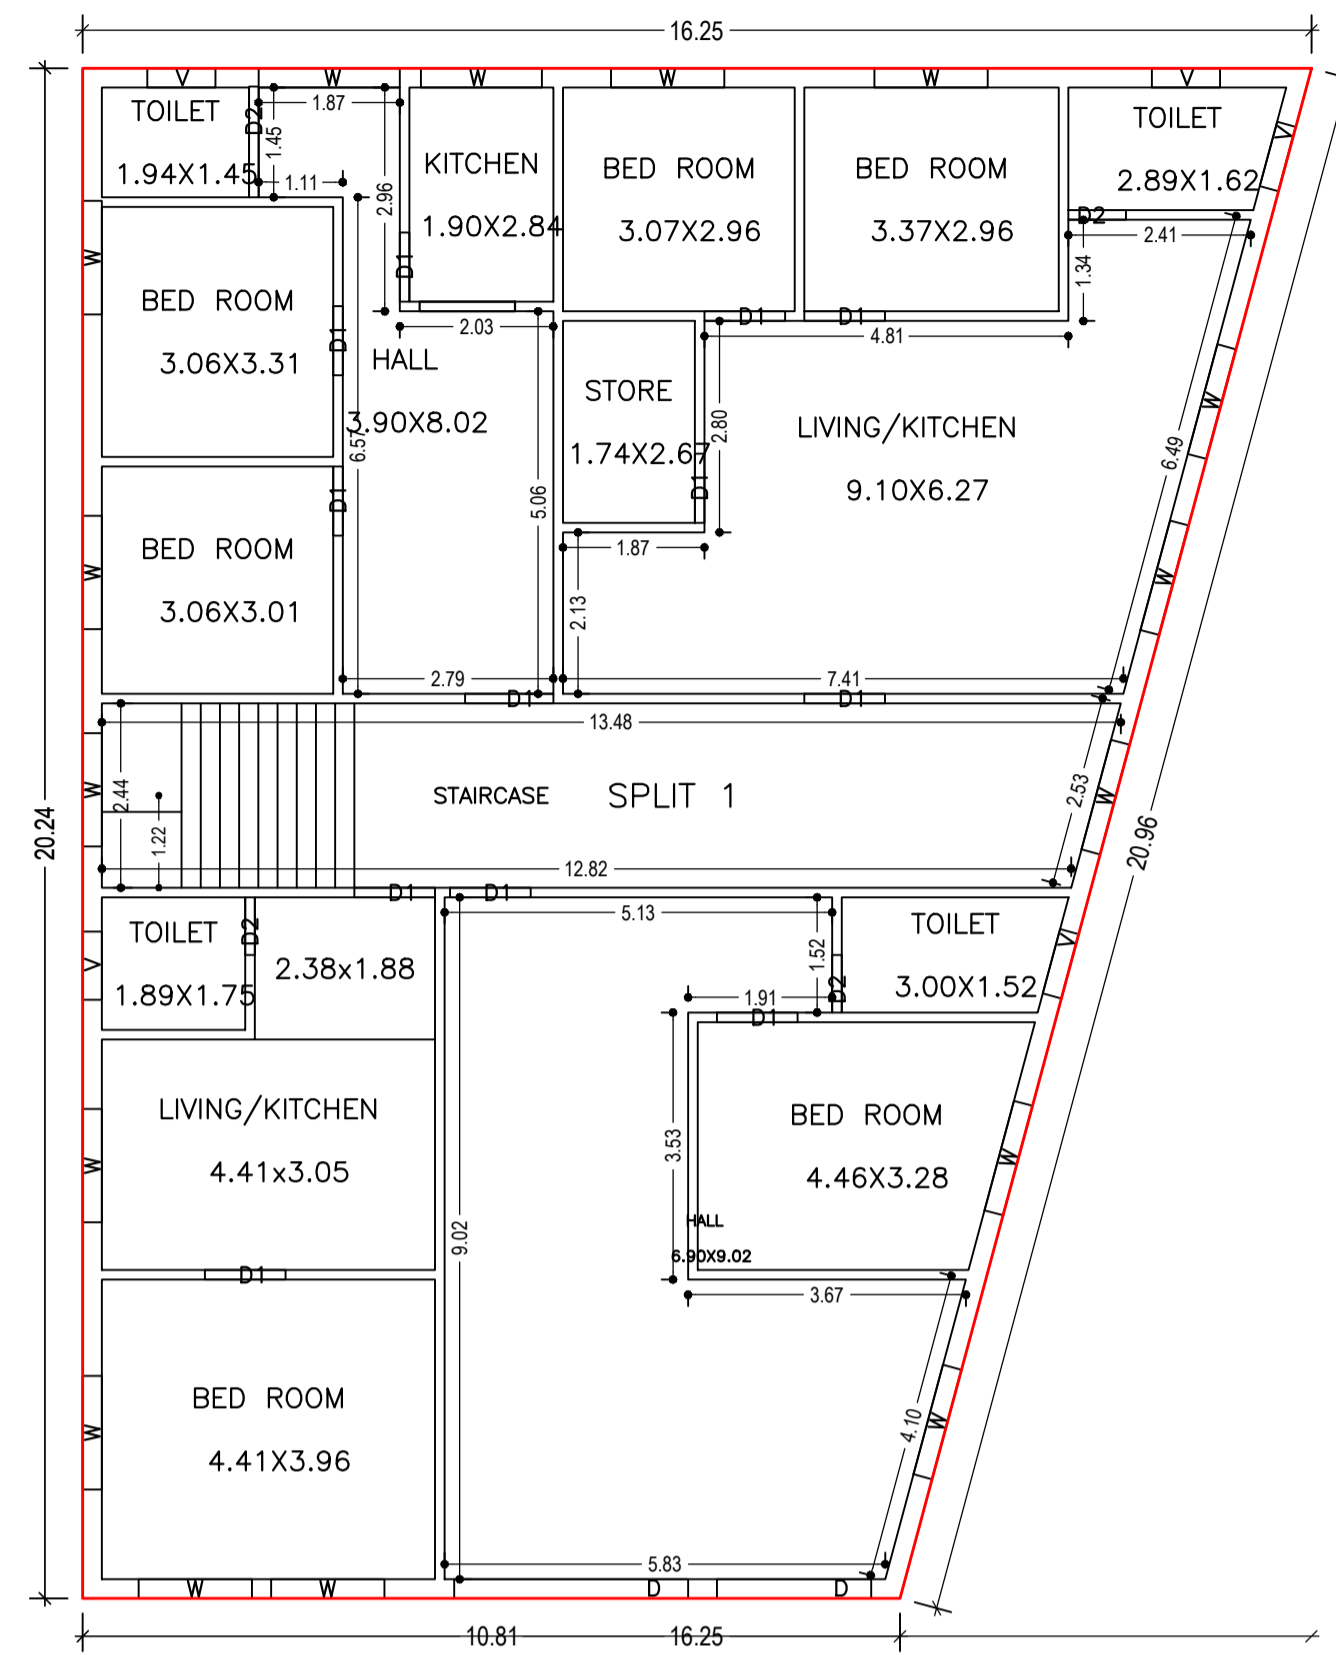 16.25
V
W
W
W
W
V
TOILET
1.94X1.45
D2
1.87
1.45
1.11
2.96
KITCHEN
1.90X2.84
D1
BED ROOM
3.07X2.96
BED ROOM
3.37X2.96
TOILET
2.89X1.62
V
D2
2.41
1.34
W
BED ROOM
3.06X3.31
D1
2.03
HALL
3.90X8.02
6.57
5.06
STORE
1.74X2.67
D1
2.80
D1
D1
4.81
LIVING/KITCHEN
9.10X6.27
6.49
W
W
W
BED ROOM
3.06X3.01
D1
1.87
2.13
2.79
D1
7.41
D1
13.48
W
2.44
1.22
STAIRCASE
SPLIT 1
2.53
W
20.24
20.96
12.82
D1
D1
TOILET
1.89X1.75
V
D2
2.38x1.88
5.13
1.52
1.91
D2
TOILET
3.00X1.52
V
D1
LIVING/KITCHEN
4.41x3.05
W
D1
9.02
3.53
BED ROOM
4.46X3.28
W
HALL
6.90X9.02
3.67
BED ROOM
4.41X3.96
W
4.10
W
5.83
W
W
D
D
10.81
16.25